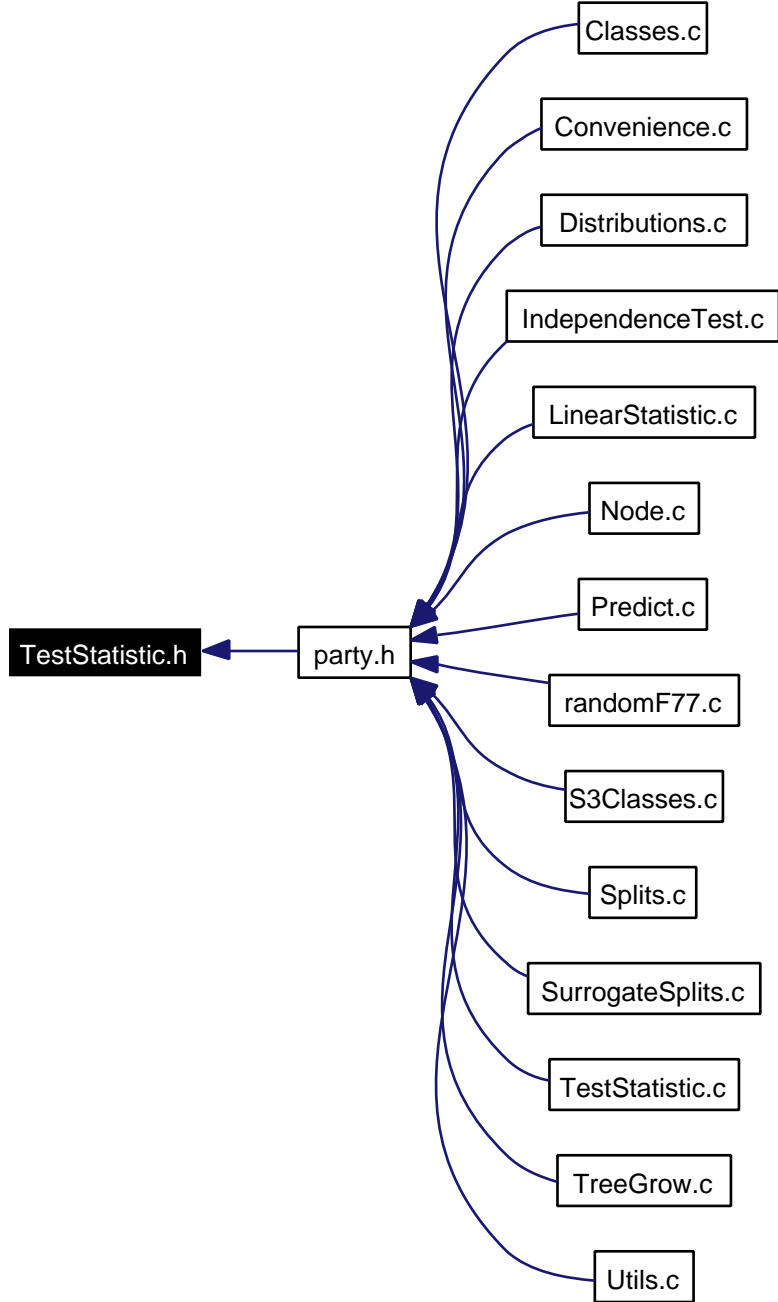 Classes.c
Convenience.c
Distributions.c
IndependenceTest.c
LinearStatistic.c
Node.c
Predict.c
TestStatistic.h
party.h
randomF77.c
S3Classes.c
Splits.c
SurrogateSplits.c
TestStatistic.c
TreeGrow.c
Utils.c